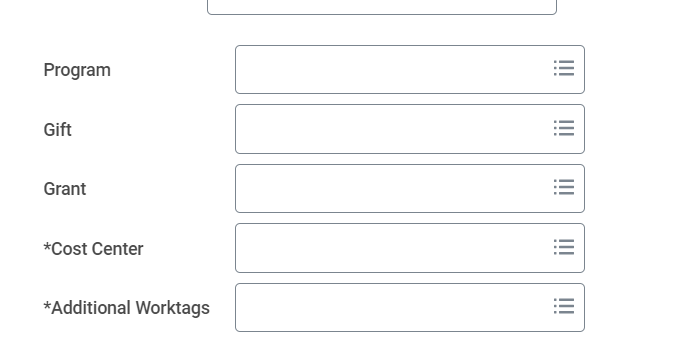 Program
Gift
Grant
*Cost Center
*Additional Worktags